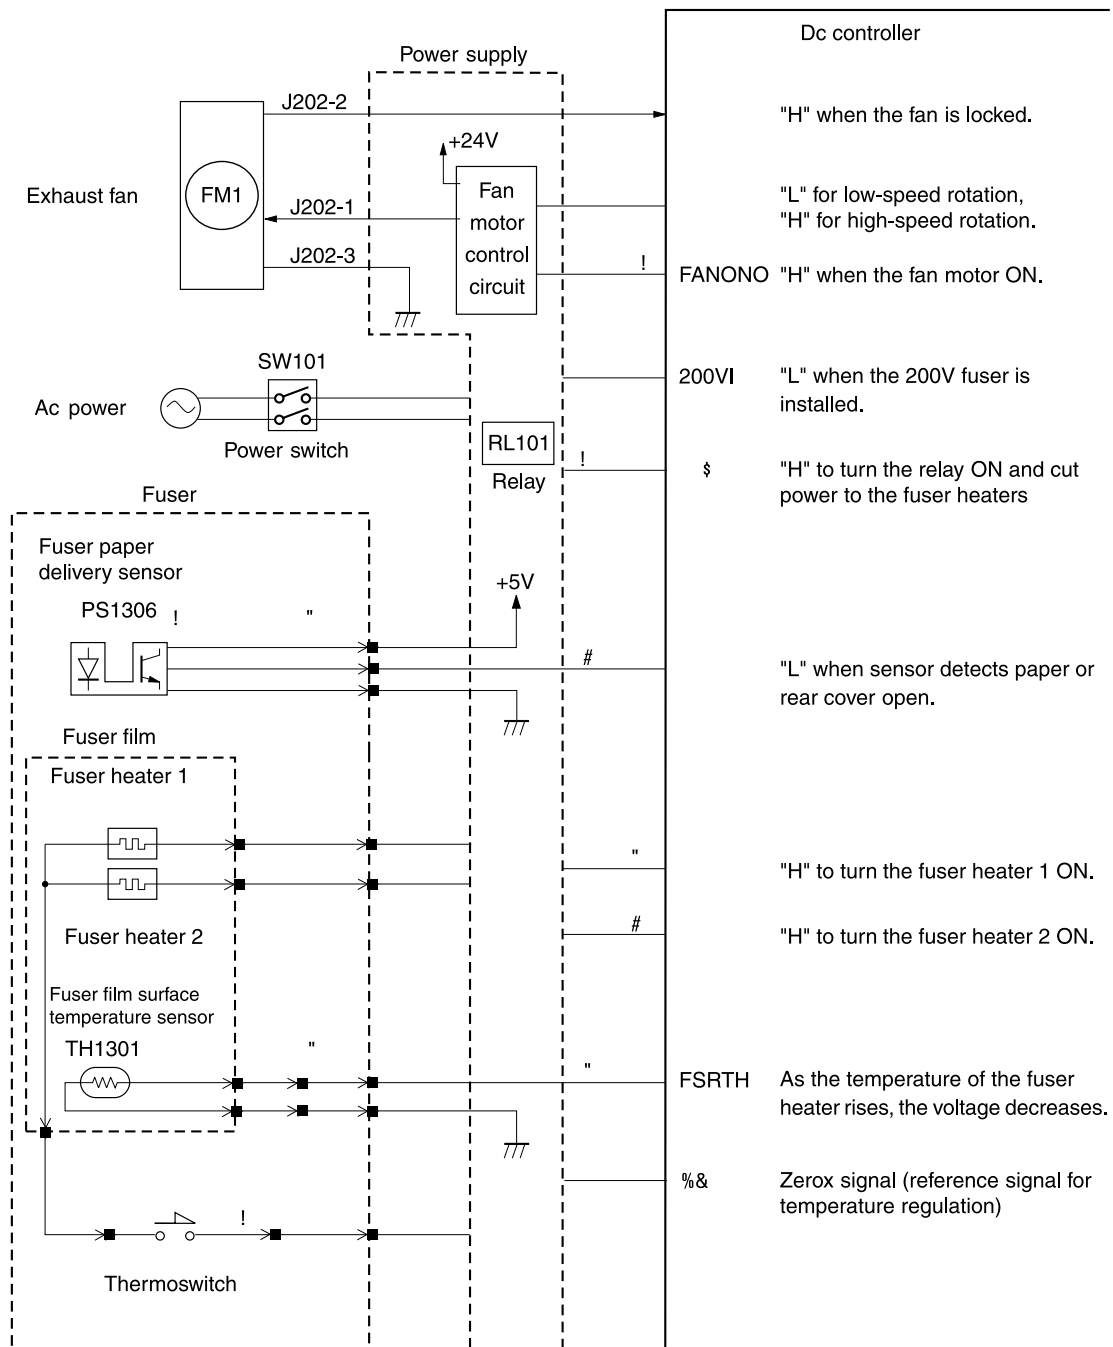 Dc controller
Power supply
J202-2
"H" when the fan is locked.
+24V
Exhaust fan
FM1
Fan
motor
control
circuit
"L" for low-speed rotation,
"H" for high-speed rotation.
J202-1
J202-3
!
FANONO
"H" when the fan motor ON.
SW101
200VI
"L" when the 200V fuser is
installed.
Ac power
Power switch
RL101
Relay
!
$
"H" to turn the relay ON and cut
power to the fuser heaters
Fuser
Fuser paper
delivery sensor
+5V
PS1306
!
"
#
"L" when sensor detects paper or
rear cover open.
Fuser film
Fuser heater 1
"
"H" to turn the fuser heater 1 ON.
Fuser heater 2
#
"H" to turn the fuser heater 2 ON.
Fuser film surface
temperature sensor
TH1301
"
"
FSRTH
As the temperature of the fuser
heater rises, the voltage decreases.
%&
Zerox signal (reference signal for
temperature regulation)
!
Thermoswitch